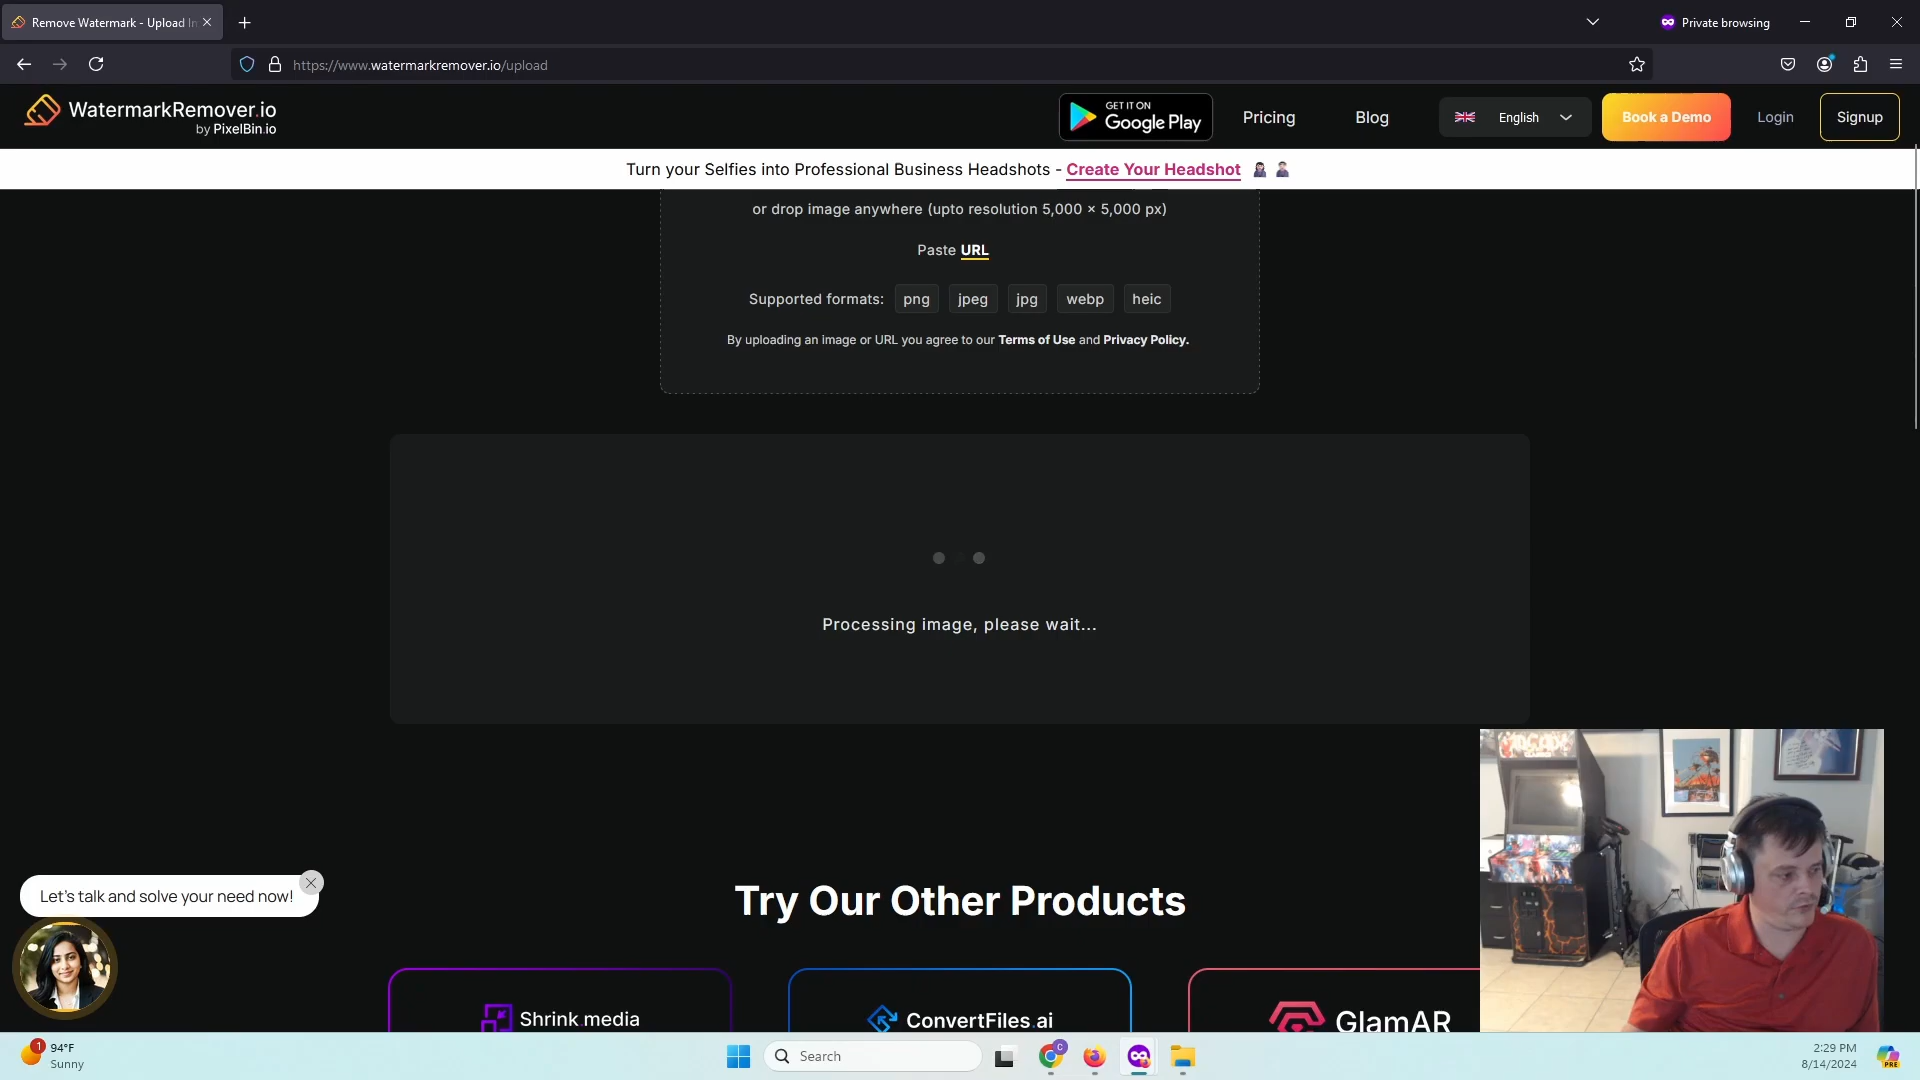 Remove Watermark - Upload In
Private browsing
https://www.watermarkremover.io/upload
WatermarkRemover.io
by PixelBin.io
GET IT ON
Google Play
Pricing
Blog
English
Book a Demo
Login
Signup
Turn your Selfies into Professional Business Headshots - Create Your Headshot
or drop image anywhere (upto resolution 5,000 × 5,000 px)
Paste URL
Supported formats: png jpeg jpg webp heic
By uploading an image or URL you agree to our Terms of Use and Privacy Policy.
Processing image, please wait...
Let's talk and solve your need now!
Try Our Other Products
Shrink.media
ConvertFiles.ai
GlamAR
1
94°F
Sunny
Search
C
2:29 PM
8/14/2024
PRE